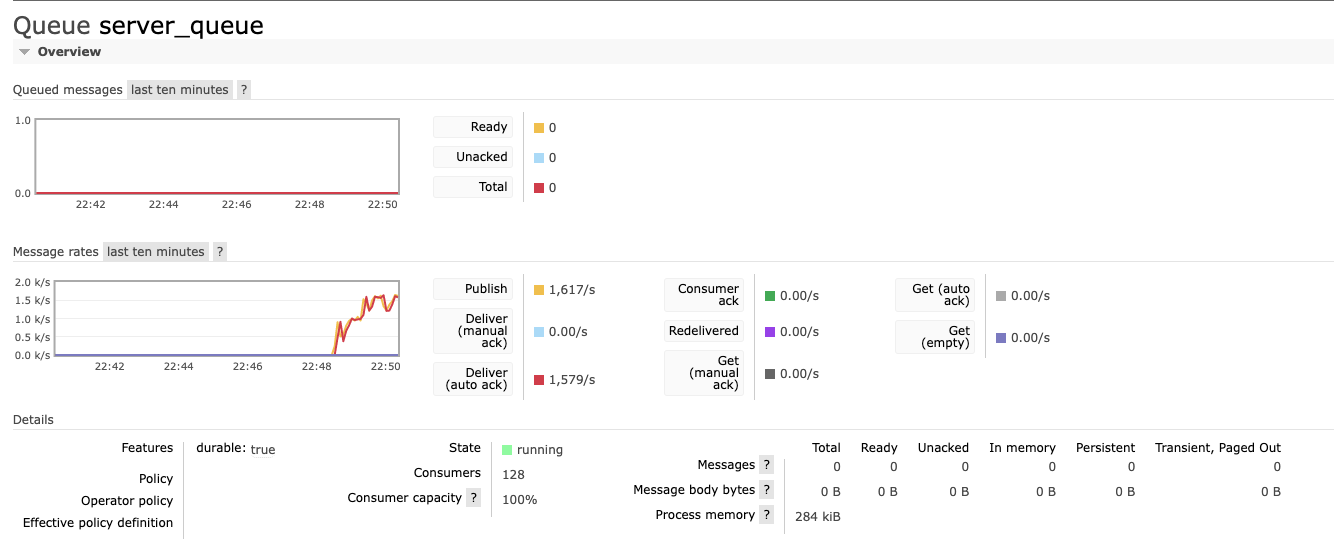 Queue server_queue
Overview
Queued messages last ten minutes ?
1.0
0.0
22:42 22:44 22:46 22:48 22:50
Ready 0
Unacked 0
Total 0
Message rates last ten minutes ?
2.0 k/s
1.5 k/s
1.0 k/s
0.5 k/s
0.0 k/s
22:42 22:44 22:46 22:48 22:50
Publish 1,617/s
Deliver
(manual
ack) 0.00/s
Deliver
(auto ack) 1,579/s
Consumer
ack 0.00/s
Redelivered 0.00/s
Get
(manual
ack) 0.00/s
Get (auto
ack) 0.00/s
Get
(empty) 0.00/s
Details
Features durable: true
Policy
Operator policy
Effective policy definition
State running
Consumers 128
Consumer capacity ? 100%
Total Ready Unacked In memory Persistent Transient, Paged Out
Messages ? 0 0 0 0 0 0
Message body bytes ? 0 B 0 B 0 B 0 B 0 B 0 B
Process memory ? 284 kiB